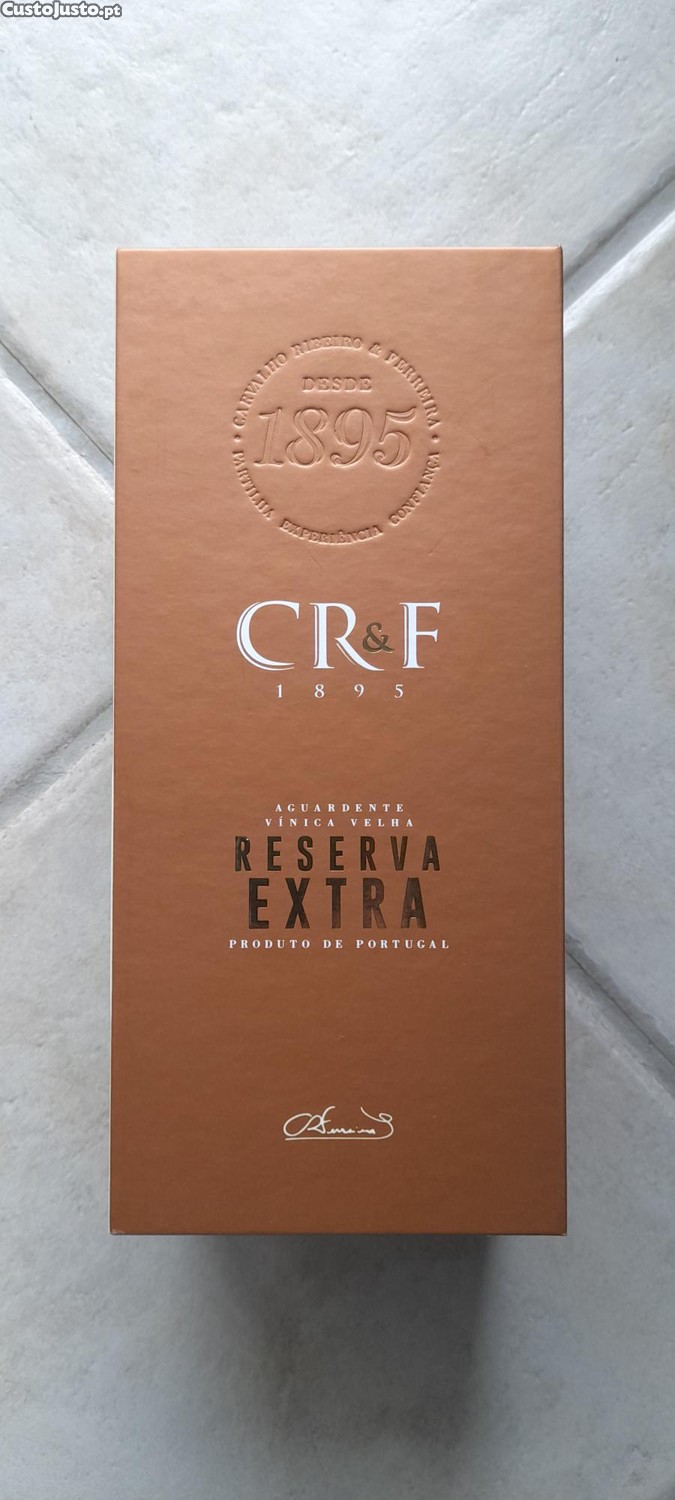 CustoJusto.pt
• CARVALHO RIBEIRO & FERREIRA •
DESDE
1895
PARTILHA EXPERIÊNCIA CONFIANÇA
CR&F
1895
AGUARDENTE
VÍNICA VELHA
RESERVA
EXTRA
PRODUTO DE PORTUGAL
Ferreira